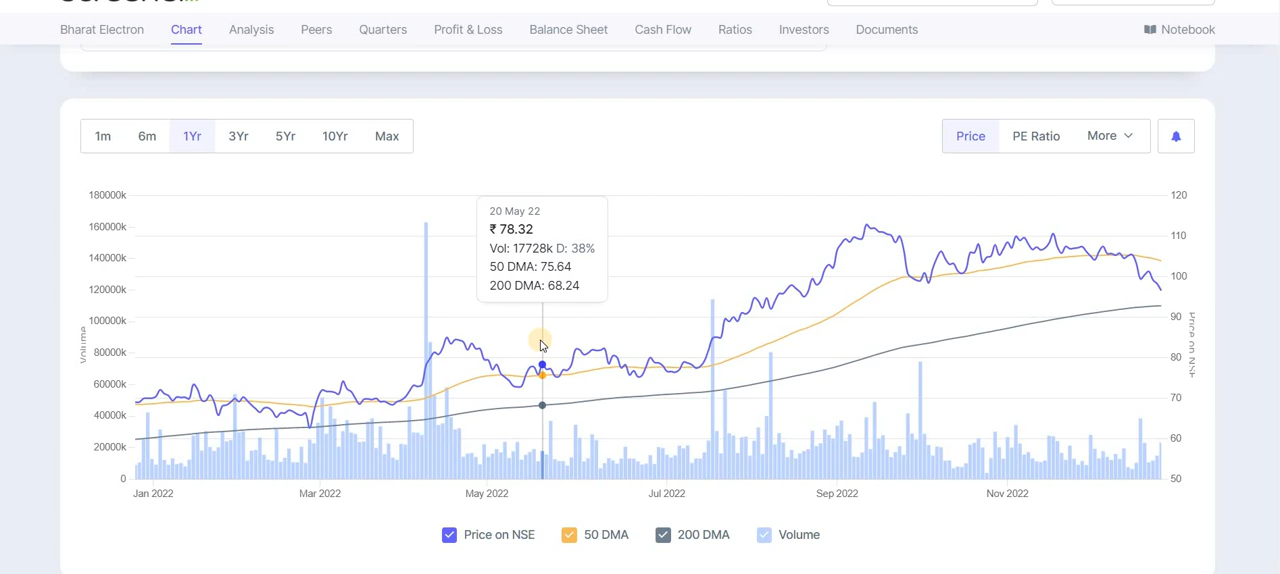 Bharat Electron Chart Analysis Peers Quarters Profit & Loss Balance Sheet Cash Flow Ratios Investors Documents Notebook
1m 6m 1Yr 3Yr 5Yr 10Yr Max Price PE Ratio More
180000k 120
160000k 110
140000k 100
120000k
100000k 90
80000k 80
60000k 70
40000k 60
20000k
0 50
Volume
20 May 22
₹ 78.32
Vol: 17728k D: 38%
50 DMA: 75.64
200 DMA: 68.24
Price on NSE
Jan 2022 Mar 2022 May 2022 Jul 2022 Sep 2022 Nov 2022
Price on NSE 50 DMA 200 DMA Volume